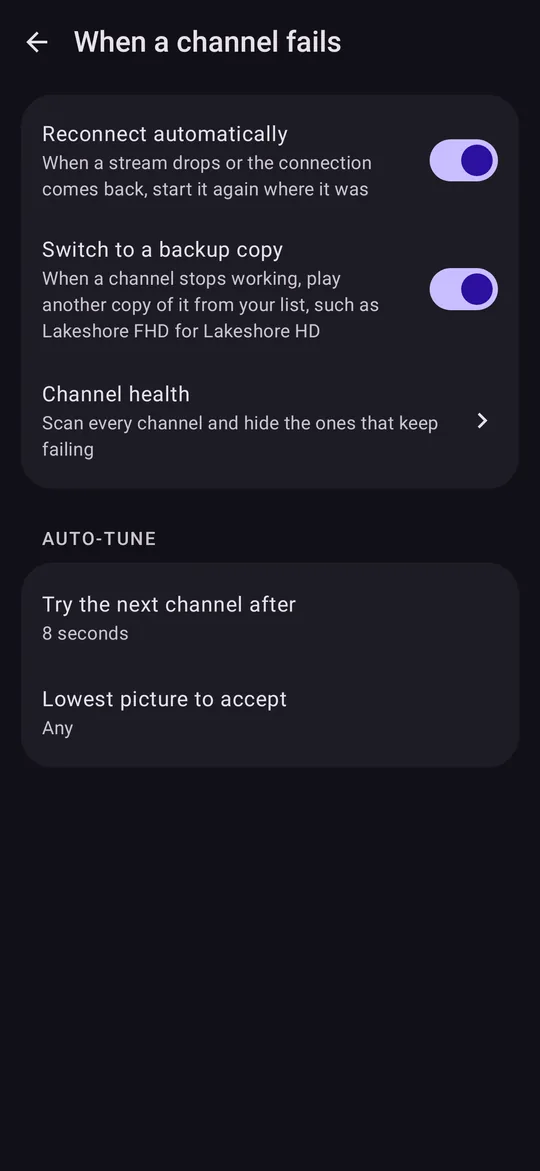 When a channel fails
Reconnect automatically
When a stream drops or the connection
comes back, start it again where it was
Switch to a backup copy
When a channel stops working, play
another copy of it from your list, such as
Lakeshore FHD for Lakeshore HD
Channel health
Scan every channel and hide the ones that keep
failing
AUTO-TUNE
Try the next channel after
8 seconds
Lowest picture to accept
Any